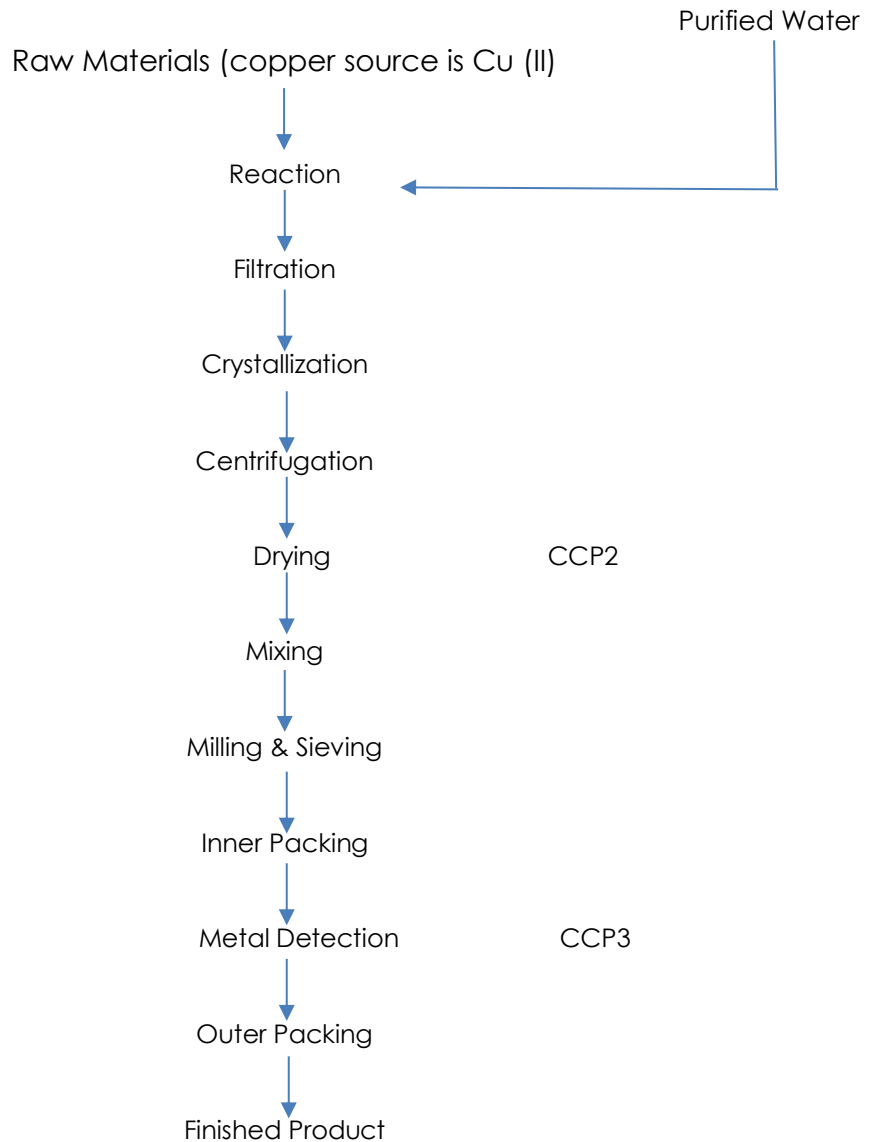 Purified Water
Raw Materials (copper source is Cu (II)
Reaction
Filtration
Crystallization
Centrifugation
Drying CCP2
Mixing
Milling & Sieving
Inner Packing
Metal Detection CCP3
Outer Packing
Finished Product